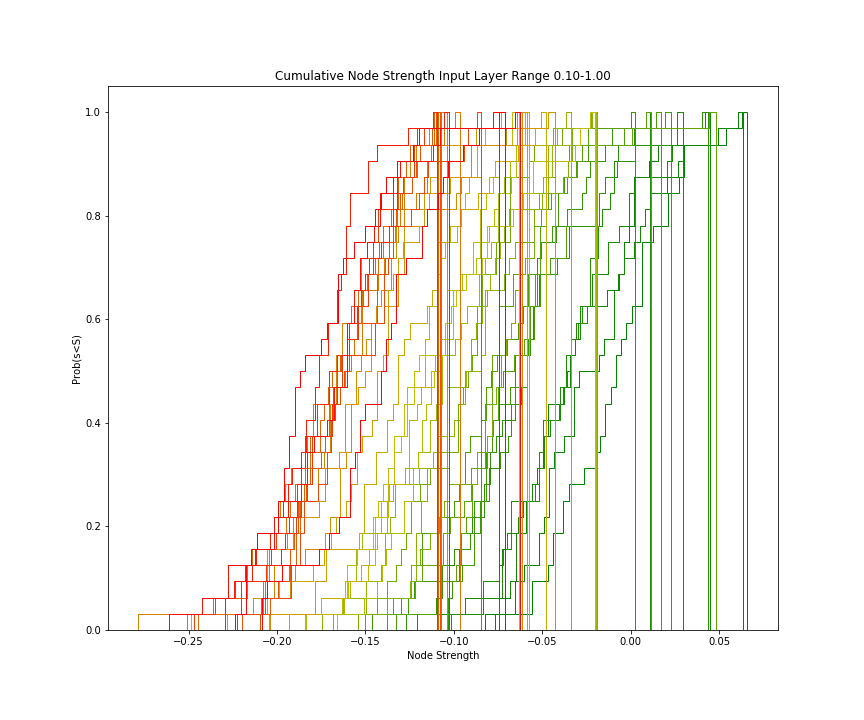 Cumulative Node Strength Input Layer Range 0.10-1.00
1.0
0.8
0.6
0.4
0.2
0.0
Prob(s<S)
−0.25 −0.20 −0.15 −0.10 −0.05 0.00 0.05
Node Strength